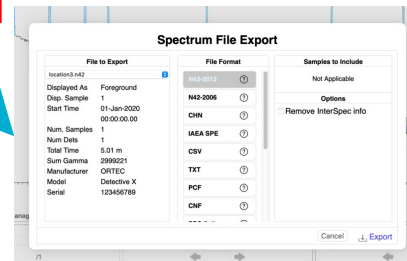 Spectrum File Export
File to Export
location3.n42
Displayed As Foreground
Disp. Sample 1
Start Time 01-Jan-2020
00:00:00.00
Num. Samples 1
Num Dets 1
Total Time 5.01 m
Sum Gamma 2999221
Manufacturer ORTEC
Model Detective X
Serial 123456789
File Format
N42-2012
N42-2006
CHN
IAEA SPE
CSV
TXT
PCF
CNF
Samples to Include
Not Applicable
Options
Remove InterSpec info
Cancel
Export
/1